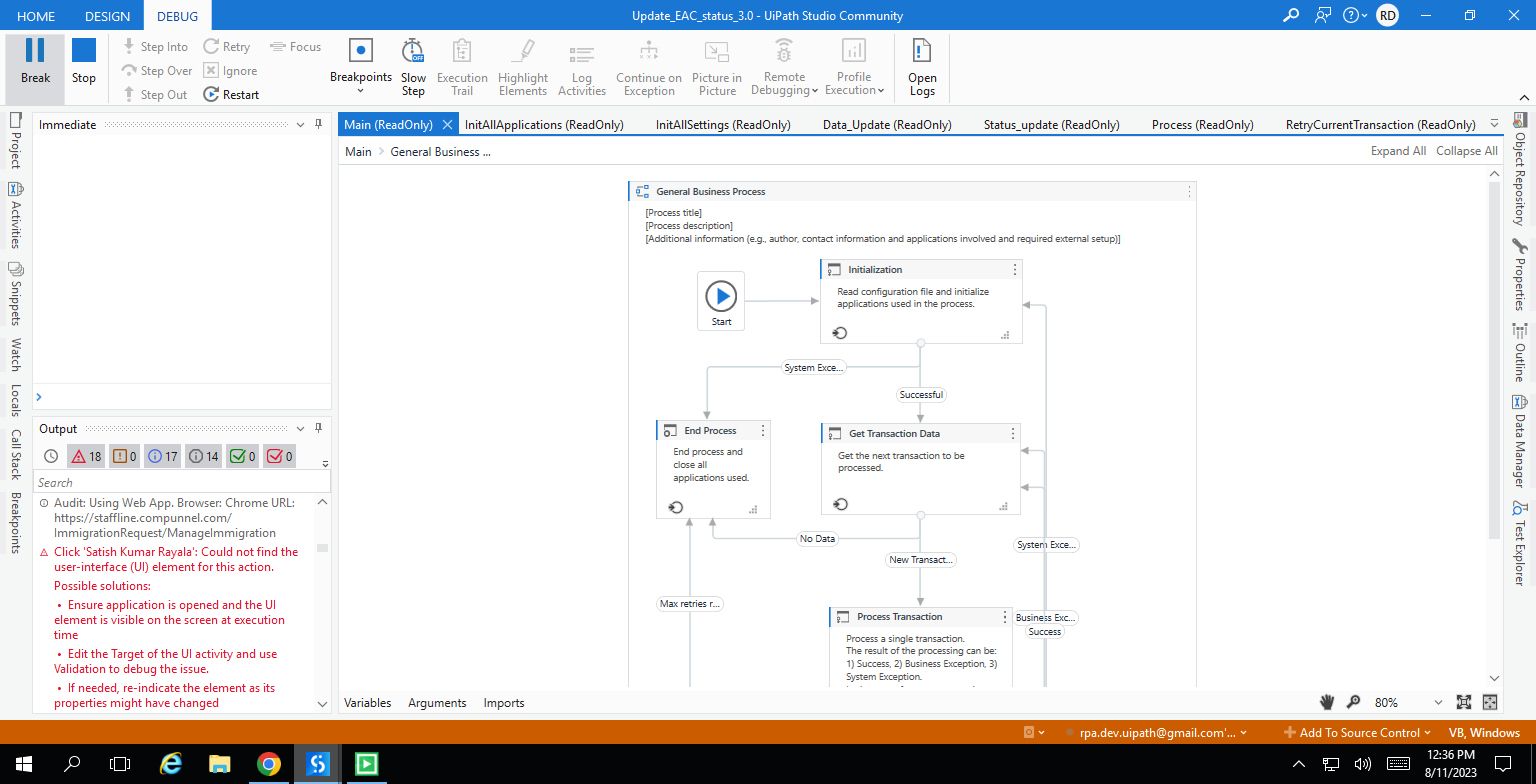 HOME DESIGN DEBUG Update_EAC_status_3.0 - UiPath Studio Community RD
Break
Stop
Step Into
Step Over
Step Out
Retry
Ignore
Restart
Focus
Breakpoints
Slow
Step
Execution
Trail
Highlight
Elements
Log
Activities
Continue on
Exception
Picture in
Picture
Remote
Debugging
Profile
Execution
Open
Logs
OFF
Project
Activities
Snippets
Watch
Locals
Call Stack
Breakpoints
Immediate
Output
18 0 17 14 0 0
Search
Audit: Using Web App. Browser: Chrome URL:
https://staffline.compunnel.com/
ImmigrationRequest/ManageImmigration
Click 'Satish Kumar Rayala': Could not find the
user-interface (UI) element for this action.
Possible solutions:
• Ensure application is opened and the UI
element is visible on the screen at execution
time
• Edit the Target of the UI activity and use
Validation to debug the issue.
• If needed, re-indicate the element as its
properties might have changed
Main (ReadOnly) InitAllApplications (ReadOnly) InitAllSettings (ReadOnly) Data_Update (ReadOnly) Status_update (ReadOnly) Process (ReadOnly) RetryCurrentTransaction (ReadOnly)
Main General Business ... Expand All Collapse All
General Business Process
[Process title]
[Process description]
[Additional information (e.g., author, contact information and applications involved and required external setup)]
Start
Initialization
Read configuration file and initialize
applications used in the process.
System Exce...
Successful
End Process
End process and
close all
applications used.
Get Transaction Data
Get the next transaction to be
processed.
No Data
New Transact...
System Exce...
Max retries r...
Business Exc...
Success
Process Transaction
Process a single transaction.
The result of the processing can be:
1) Success, 2) Business Exception, 3)
System Exception.
Variables Arguments Imports 80%
Object Repository
Properties
Outline
Data Manager
Test Explorer
rpa.dev.uipath@gmail.com'... Add To Source Control VB, Windows
12:36 PM
8/11/2023